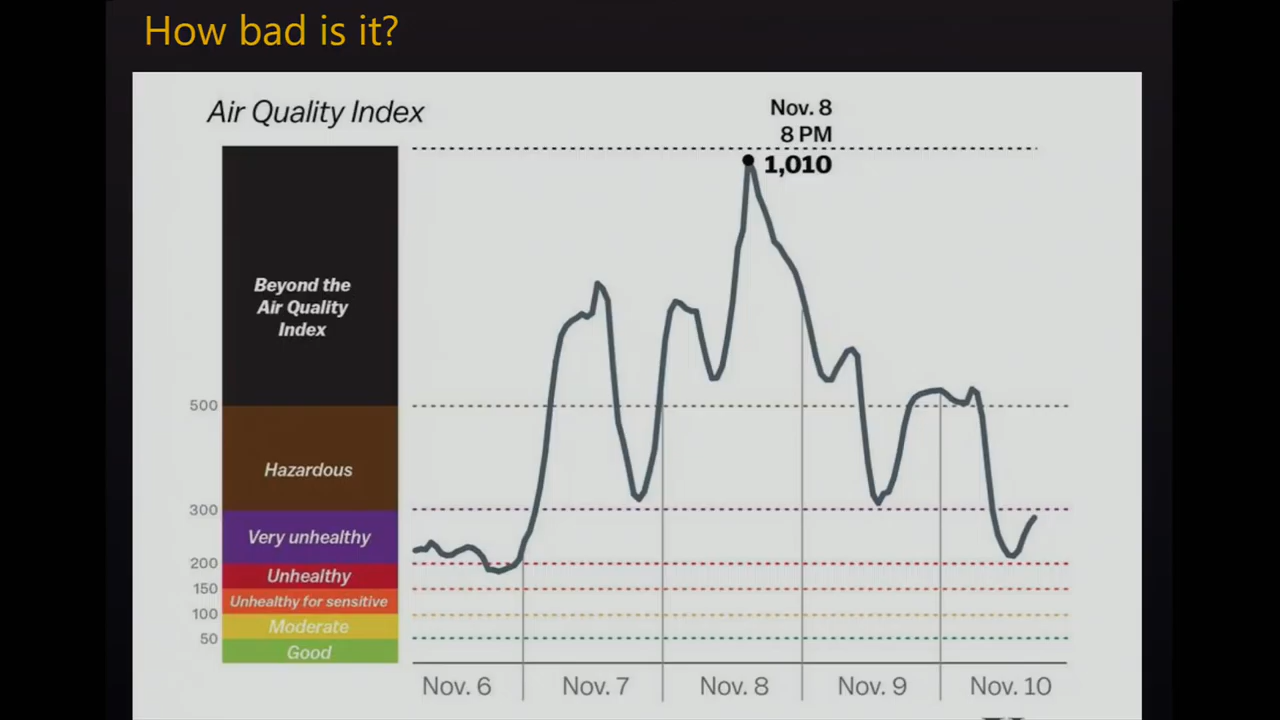 How bad is it?
Air Quality Index
Nov. 8
8 PM
1,010
Beyond the
Air Quality
Index
500
Hazardous
300
Very unhealthy
200
Unhealthy
150
Unhealthy for sensitive
100
Moderate
50
Good
Nov. 6
Nov. 7
Nov. 8
Nov. 9
Nov. 10